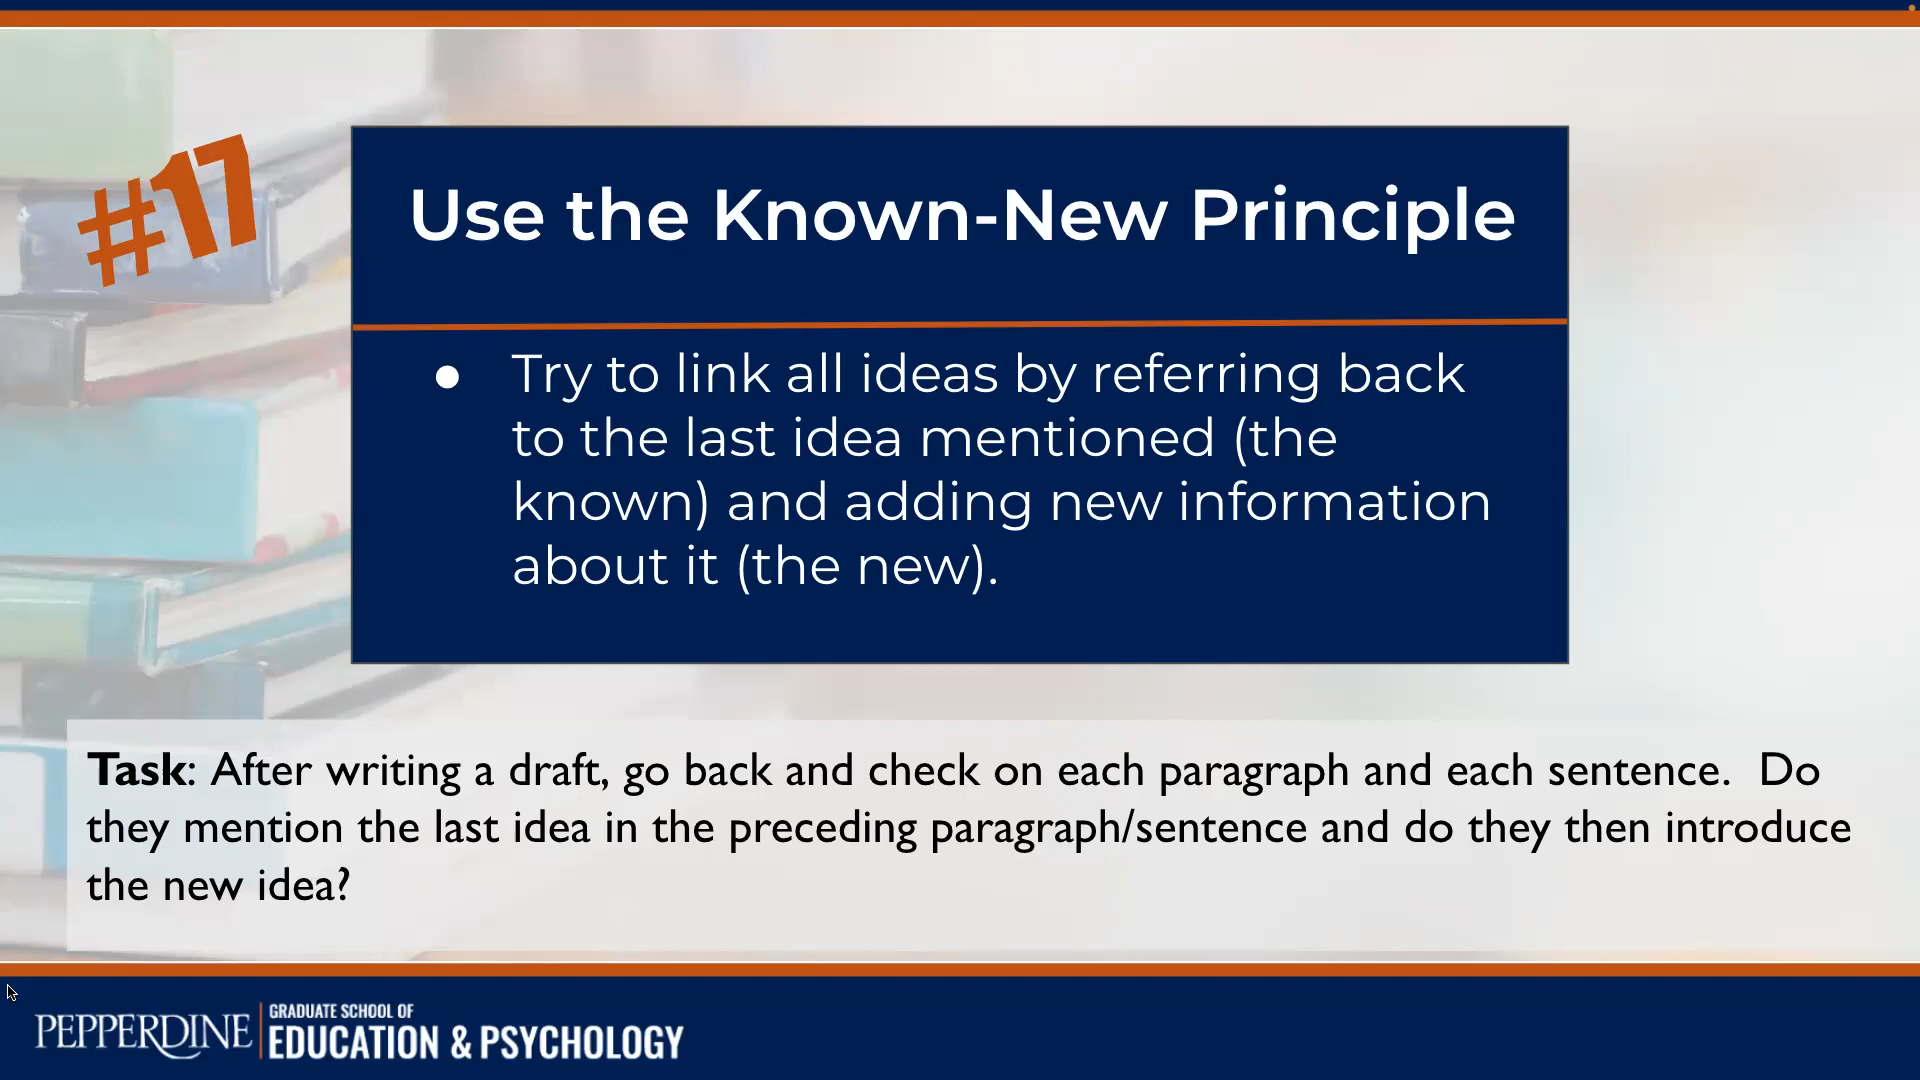 #17
Use the Known-New Principle
● Try to link all ideas by referring back
to the last idea mentioned (the
known) and adding new information
about it (the new).
Task: After writing a draft, go back and check on each paragraph and each sentence.  Do
they mention the last idea in the preceding paragraph/sentence and do they then introduce
the new idea?
PEPPERDINE
GRADUATE SCHOOL OF
EDUCATION & PSYCHOLOGY